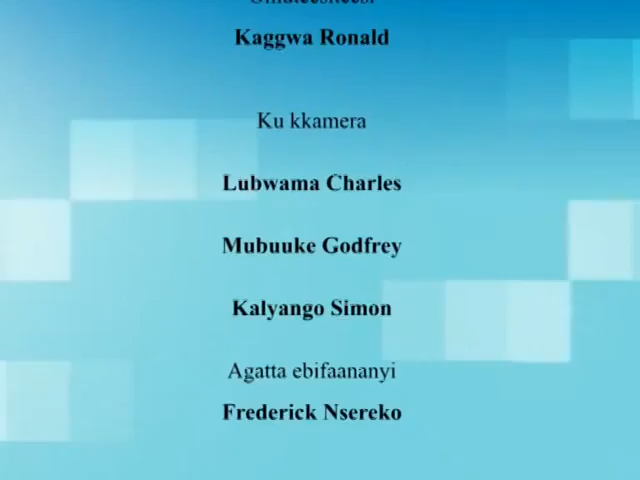 Kaggwa Ronald
Ku kkamera
Lubwama Charles
Mubuuke Godfrey
Kalyango Simon
Agatta ebifaananyi
Frederick Nsereko